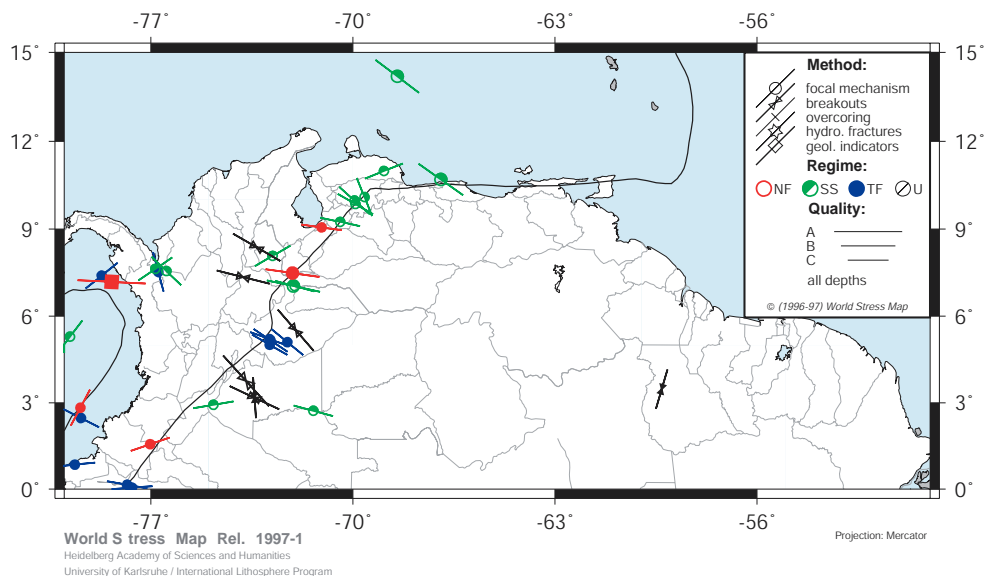 -77˚ -70˚ -63˚ -56˚
15˚ 15˚
12˚ 12˚
9˚ 9˚
6˚ 6˚
3˚ 3˚
0˚ 0˚
-77˚ -70˚ -63˚ -56˚
Method:
focal mechanism
breakouts
overcoring
hydro. fractures
geol. indicators
Regime:
NF SS TF U
Quality:
A
B
C
all depths
© (1996-97) World Stress Map
World S tress Map Rel. 1997-1
Heidelberg Academy of Sciences and Humanities
University of Karlsruhe / International Lithosphere Program
Projection: Mercator